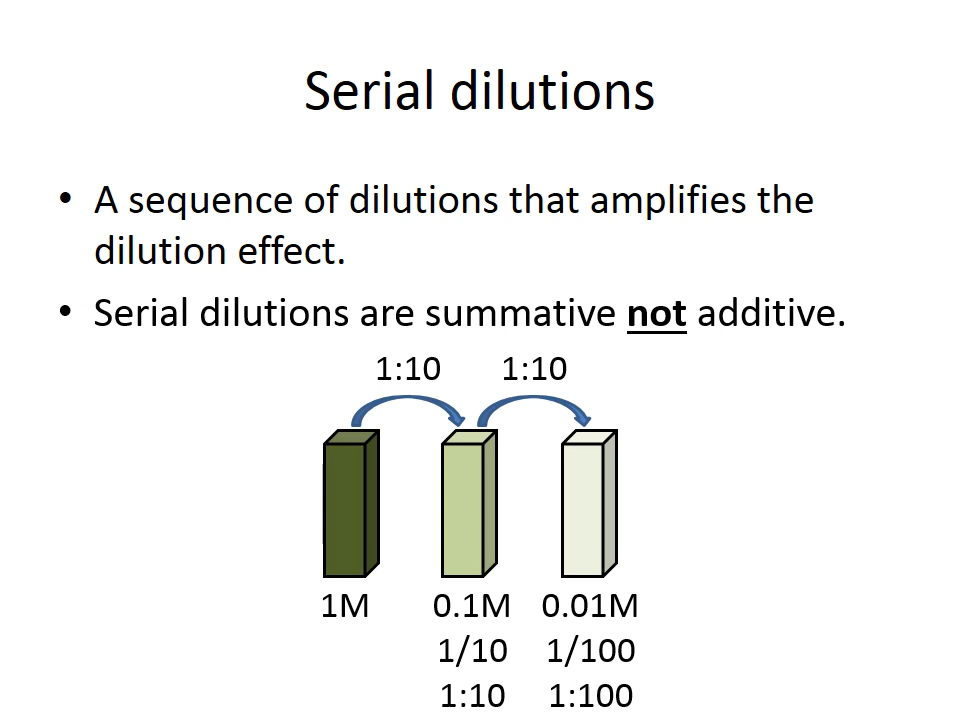 Serial dilutions
• A sequence of dilutions that amplifies the
dilution effect.
• Serial dilutions are summative not additive.
1:10 1:10
1M 0.1M 0.01M
1/10 1/100
1:10 1:100